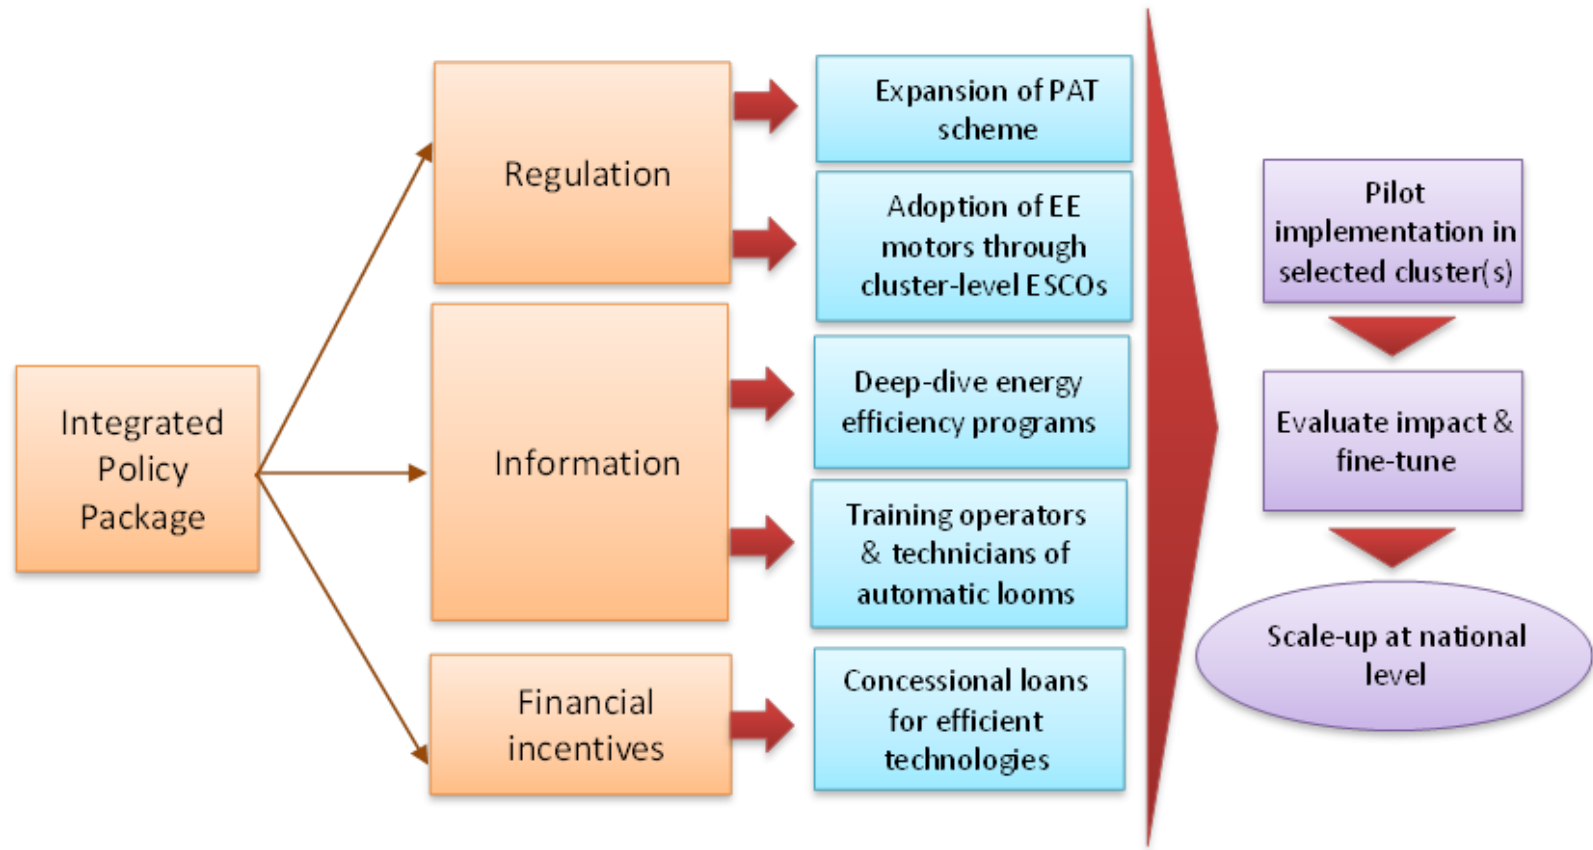 Integrated
Policy
Package
Regulation
Information
Financial
incentives
Expansion of PAT
scheme
Adoption of EE
motors through
cluster-level ESCOs
Deep-dive energy
efficiency programs
Training operators
& technicians of
automatic looms
Concessional loans
for efficient
technologies
Pilot
implementation in
selected cluster(s)
Evaluate impact &
fine-tune
Scale-up at national
level